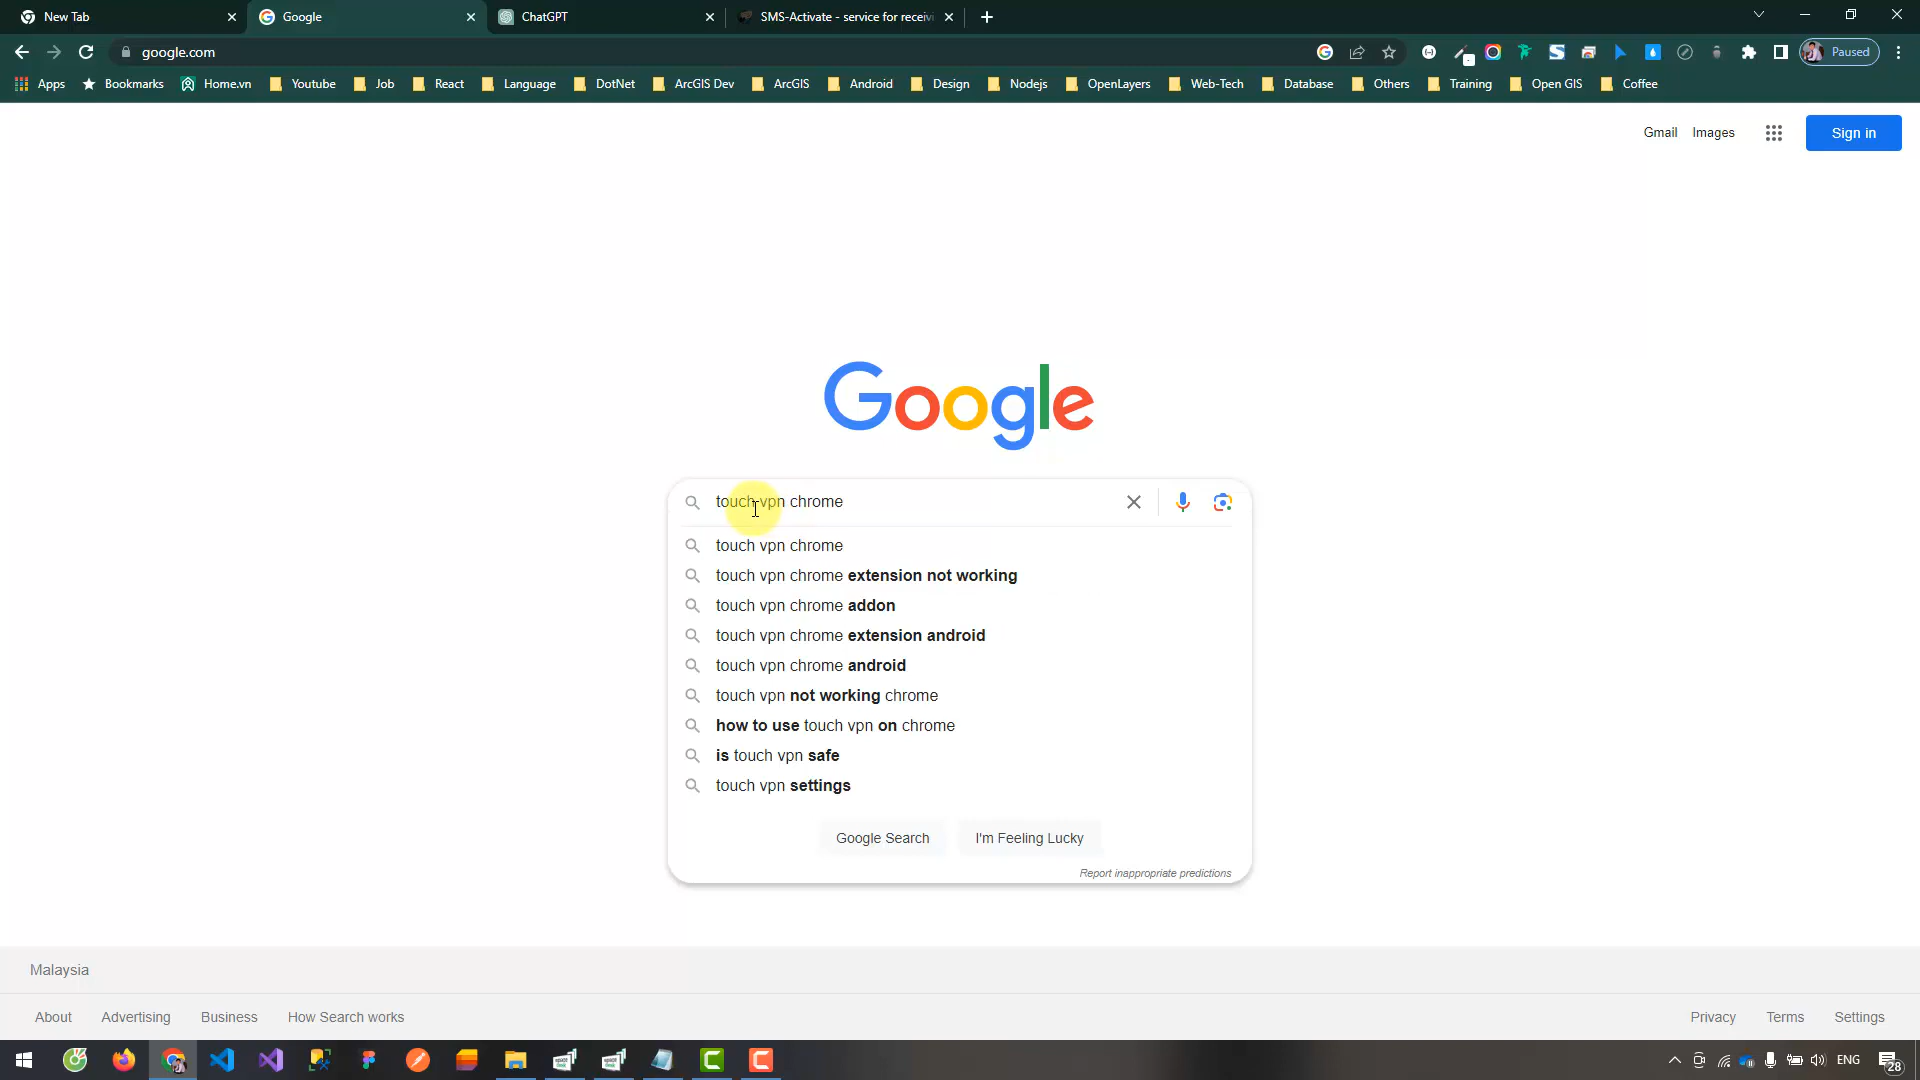 New Tab
Google
ChatGPT
SMS-Activate - service for receivi
google.com
Paused
Apps
Bookmarks
Home.vn
Youtube
Job
React
Language
DotNet
ArcGIS Dev
ArcGIS
Android
Design
Nodejs
OpenLayers
Web-Tech
Database
Others
Training
Open GIS
Coffee
Gmail
Images
Sign in
Google
touch vpn chrome
touch vpn chrome
touch vpn chrome extension not working
touch vpn chrome addon
touch vpn chrome extension android
touch vpn chrome android
touch vpn not working chrome
how to use touch vpn on chrome
is touch vpn safe
touch vpn settings
Google Search
I'm Feeling Lucky
Report inappropriate predictions
Malaysia
About
Advertising
Business
How Search works
Privacy
Terms
Settings
ENG
28